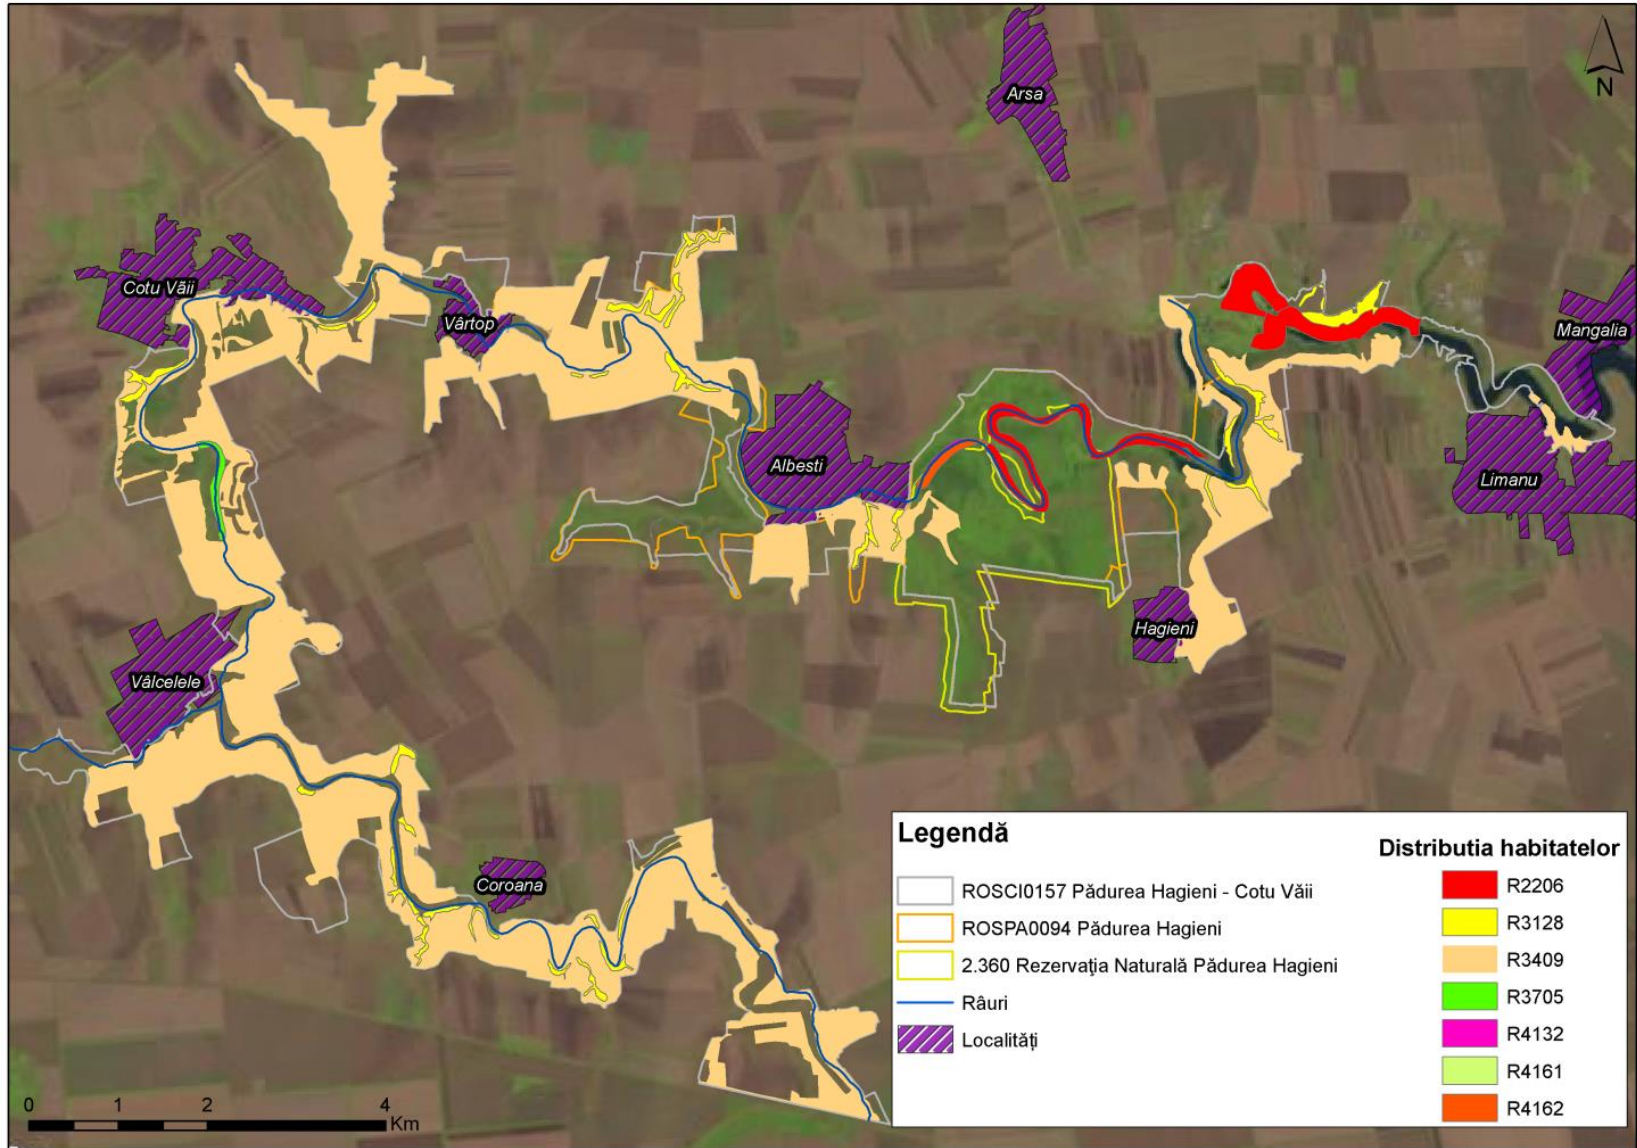 Arsa
N
Cotu Văii
Vârtop
Mangalia
Albesti
Limanu
Hagieni
Vâlcelele
Coroana
Legendă
ROSCI0157 Pădurea Hagieni - Cotu Văii
ROSPA0094 Pădurea Hagieni
2.360 Rezervaţia Naturală Pădurea Hagieni
Râuri
Localități
Distributia habitatelor
R2206
R3128
R3409
R3705
R4132
R4161
R4162
0 1 2 4
Km